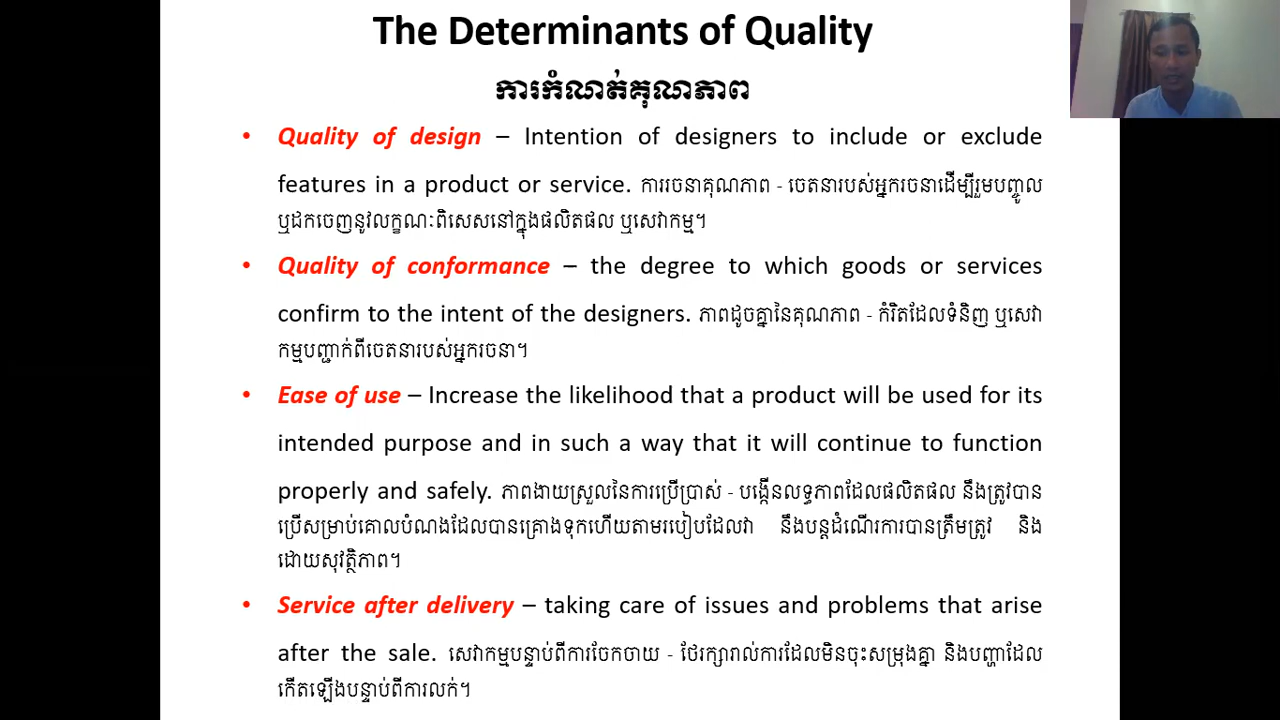 The Determinants of Quality
ការកំណត់គុណភាព
• Quality of design – Intention of designers to include or exclude
features in a product or service. ការរចនាគុណភាព - ចេតនារបស់អ្នករចនាដើម្បីរួមបញ្ចូល
ឬដកចេញនូវលក្ខណៈពិសេសនៅក្នុងផលិតផល ឬសេវាកម្ម។
• Quality of conformance – the degree to which goods or services
confirm to the intent of the designers. ភាពដូចគ្នានៃគុណភាព - កំរិតដែលទំនិញ ឬសេវា
កម្មបញ្ជាក់ពីចេតនារបស់អ្នករចនា។
• Ease of use – Increase the likelihood that a product will be used for its
intended purpose and in such a way that it will continue to function
properly and safely. ភាពងាយស្រួលនៃការប្រើប្រាស់ - បង្កើនលទ្ធភាពដែលផលិតផល នឹងត្រូវបាន
ប្រើសម្រាប់គោលបំណងដែលបានគ្រោងទុកហើយតាមរបៀបដែលវា នឹងបន្តដំណើរការបានត្រឹមត្រូវ និង
ដោយសុវត្ថិភាព។
• Service after delivery – taking care of issues and problems that arise
after the sale. សេវាកម្មបន្ទាប់ពីការចែកចាយ - ថែរក្សារាល់ការដែលមិនចុះសម្រុងគ្នា និងបញ្ហាដែល
កើតឡើងបន្ទាប់ពីការលក់។